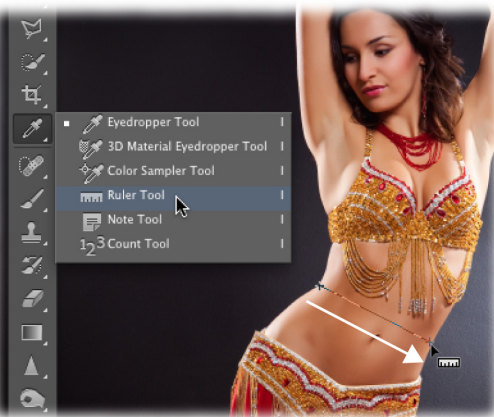 Eyedropper Tool I
3D Material Eyedropper Tool I
Color Sampler Tool I
Ruler Tool I
Note Tool I
123 Count Tool I